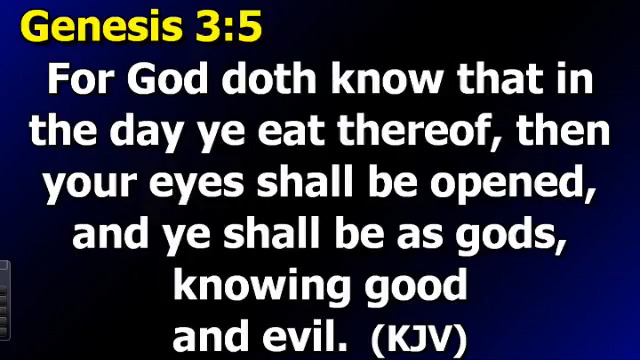 Genesis 3:5
For God doth know that in
the day ye eat thereof, then
your eyes shall be opened,
and ye shall be as gods,
knowing good
and evil. (KJV)